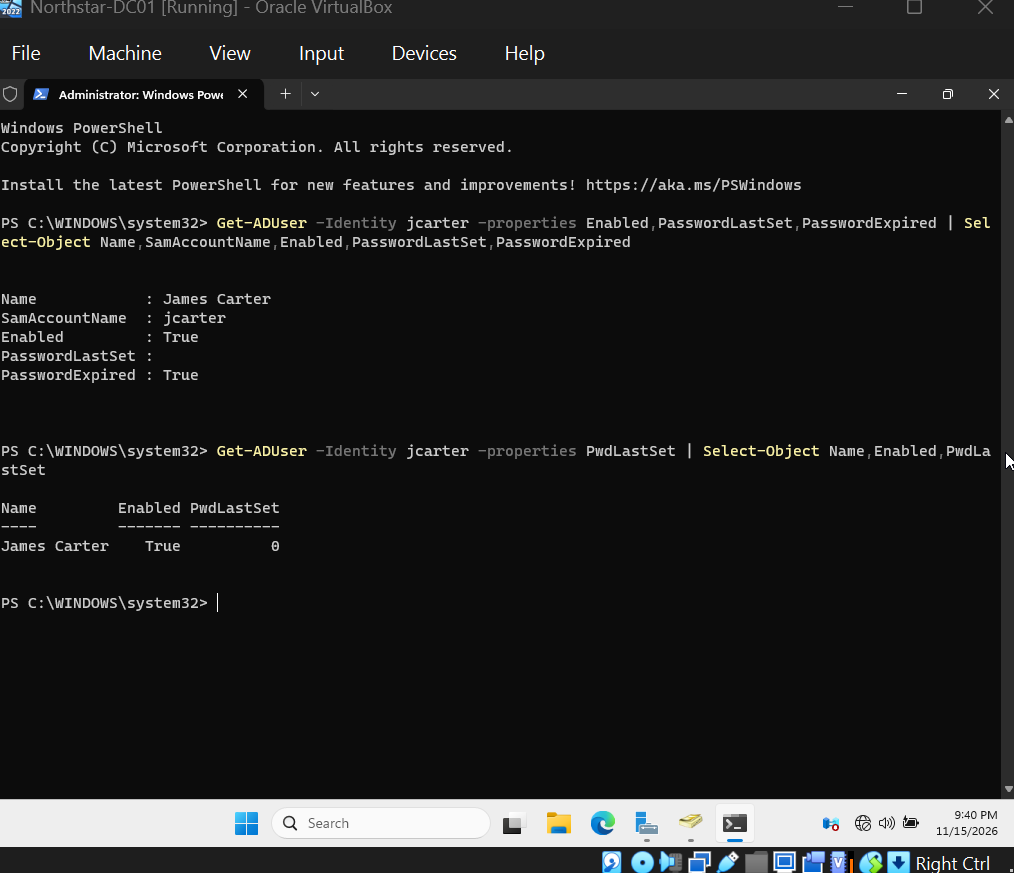 Northstar-DC01 [Running] - Oracle VirtualBox
File Machine View Input Devices Help
Administrator: Windows Powe
Windows PowerShell
Copyright (C) Microsoft Corporation. All rights reserved.
Install the latest PowerShell for new features and improvements! https://aka.ms/PSWindows
PS C:\WINDOWS\system32> Get-ADUser -Identity jcarter -properties Enabled,PasswordLastSet,PasswordExpired | Sel
ect-Object Name,SamAccountName,Enabled,PasswordLastSet,PasswordExpired
Name            : James Carter
SamAccountName  : jcarter
Enabled         : True
PasswordLastSet :
PasswordExpired : True
PS C:\WINDOWS\system32> Get-ADUser -Identity jcarter -properties PwdLastSet | Select-Object Name,Enabled,PwdLa
stSet
Name         Enabled PwdLastSet
----         ------- ----------
James Carter    True          0
PS C:\WINDOWS\system32>
Search
9:40 PM
11/15/2026
Right Ctrl